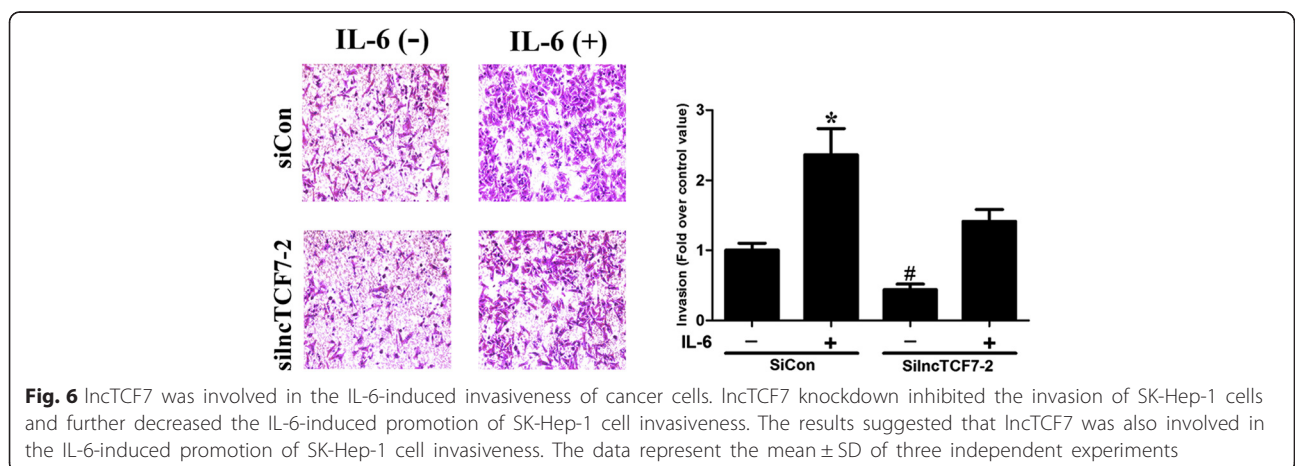 IL-6 (-) IL-6 (+)
siCon
silncTCF7-2
Invasion (Fold over control value)
3
2
1
0
*
#
IL-6 – + – +
SiCon SilncTCF7-2
Fig. 6 lncTCF7 was involved in the IL-6-induced invasiveness of cancer cells. lncTCF7 knockdown inhibited the invasion of SK-Hep-1 cells
and further decreased the IL-6-induced promotion of SK-Hep-1 cell invasiveness. The results suggested that lncTCF7 was also involved in
the IL-6-induced promotion of SK-Hep-1 cell invasiveness. The data represent the mean ± SD of three independent experiments